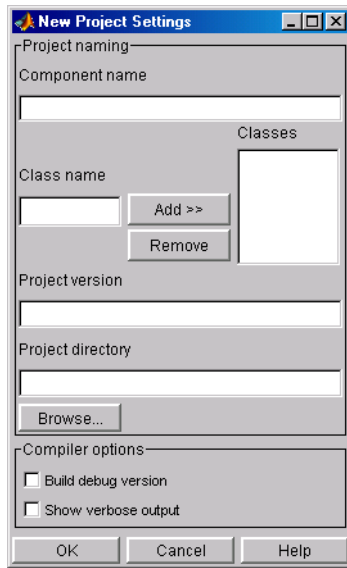 New Project Settings
Project naming
Component name
Classes
Class name
Add >>
Remove
Project version
Project directory
Browse...
Compiler options
Build debug version
Show verbose output
OK Cancel Help